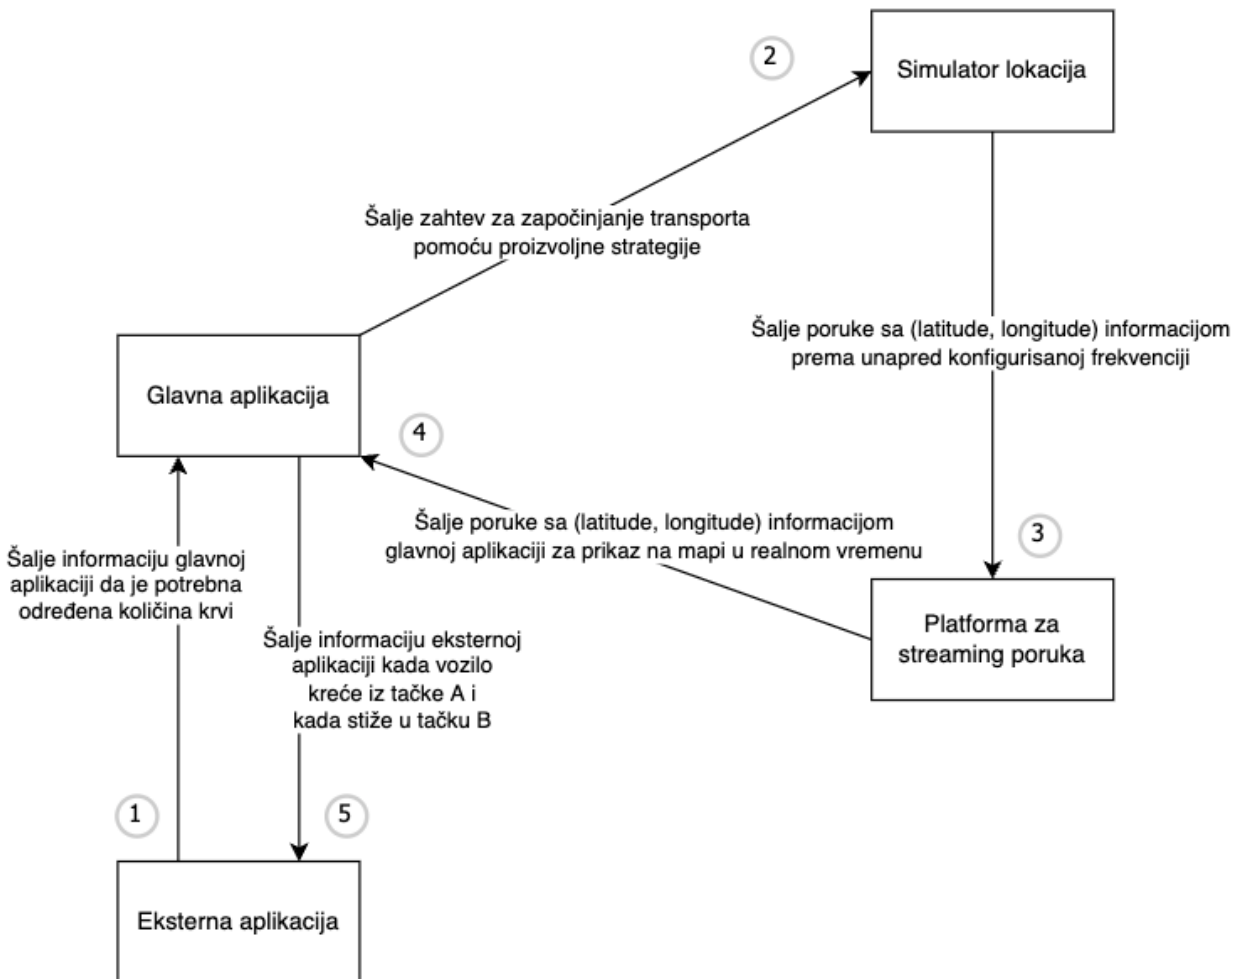 2
Simulator lokacija
Šalje zahtev za započinjanje transporta
pomoću proizvoljne strategije
Šalje poruke sa (latitude, longitude) informacijom
prema unapred konfigurisanoj frekvenciji
Glavna aplikacija
4
Šalje poruke sa (latitude, longitude) informacijom
glavnoj aplikaciji za prikaz na mapi u realnom vremenu
3
Šalje informaciju glavnoj
aplikaciji da je potrebna
određena količina krvi
Platforma za
streaming poruka
Šalje informaciju eksternoj
aplikaciji kada vozilo
kreće iz tačke A i
kada stiže u tačku B
1
5
Eksterna aplikacija